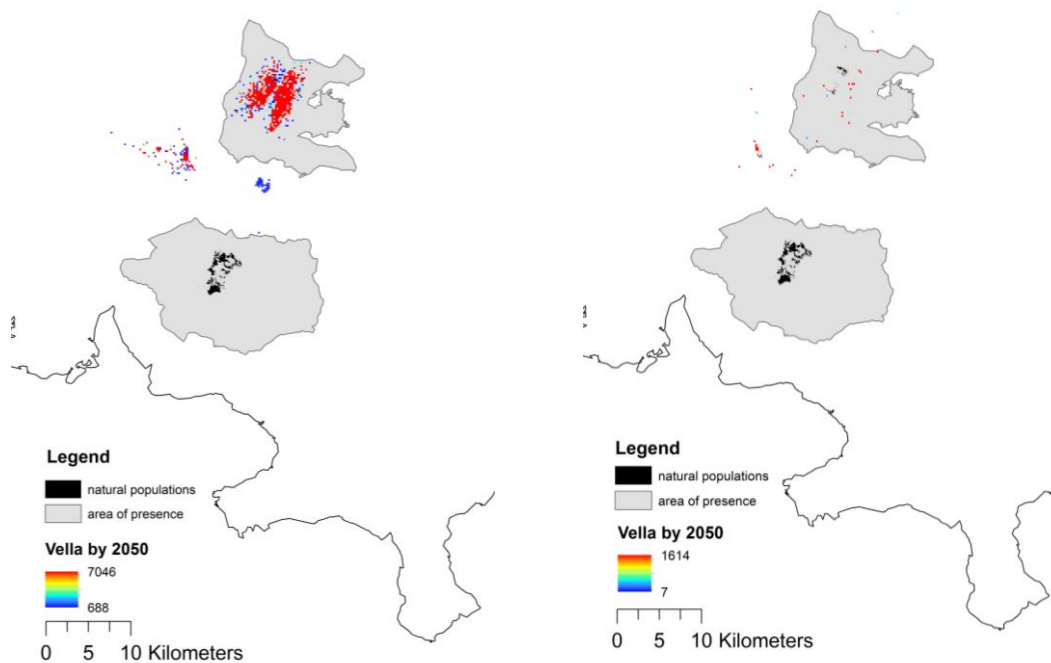 Legend
natural populations
area of presence
Vella by 2050
7046
688
0 5 10 Kilometers
Legend
natural populations
area of presence
Vella by 2050
1614
7
0 5 10 Kilometers